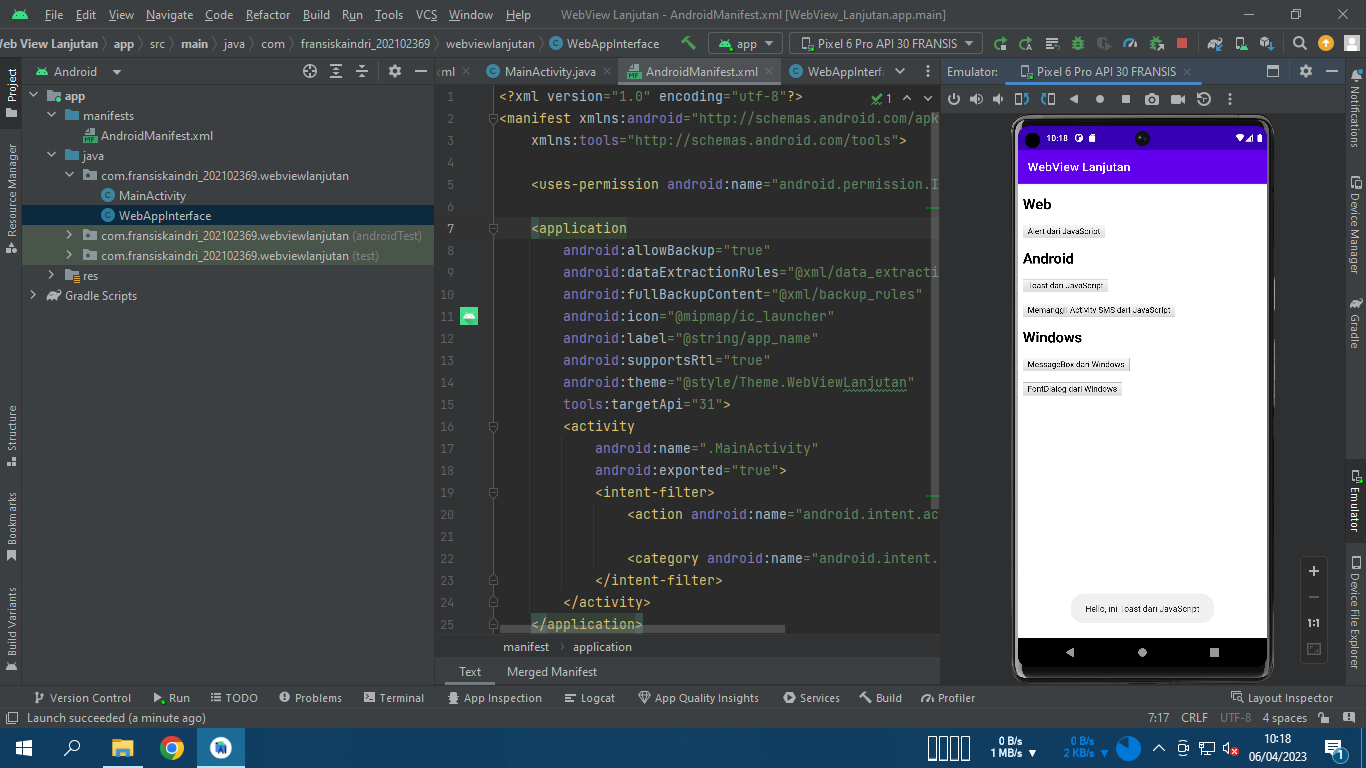 File Edit View Navigate Code Refactor Build Run Tools VCS Window Help WebView Lanjutan - AndroidManifest.xml [WebView_Lanjutan.app.main]
Web View Lanjutan app src main java com fransiskaindri_202102369 webviewlanjutan WebAppInterface app Pixel 6 Pro API 30 FRANSIS
Project
Resource Manager
Structure
Bookmarks
Build Variants
Android
app
manifests
AndroidManifest.xml
java
com.fransiskaindri_202102369.webviewlanjutan
MainActivity
WebAppInterface
com.fransiskaindri_202102369.webviewlanjutan (androidTest)
com.fransiskaindri_202102369.webviewlanjutan (test)
res
Gradle Scripts
xml MainActivity.java AndroidManifest.xml WebAppInterf
1 <?xml version="1.0" encoding="utf-8"?> 1
2 <manifest xmlns:android="http://schemas.android.com/apk
3 xmlns:tools="http://schemas.android.com/tools">
4
5 <uses-permission android:name="android.permission.I
6
7 <application
8 android:allowBackup="true"
9 android:dataExtractionRules="@xml/data_extracti
10 android:fullBackupContent="@xml/backup_rules"
11 android:icon="@mipmap/ic_launcher"
12 android:label="@string/app_name"
13 android:supportsRtl="true"
14 android:theme="@style/Theme.WebViewLanjutan"
15 tools:targetApi="31">
16 <activity
17 android:name=".MainActivity"
18 android:exported="true">
19 <intent-filter>
20 <action android:name="android.intent.ac
21
22 <category android:name="android.intent.
23 </intent-filter>
24 </activity>
25 </application>
manifest application
Text Merged Manifest
Emulator: Pixel 6 Pro API 30 FRANSIS
10:18
WebView Lanjutan
Web
Alert dari JavaScript
Android
Toast dari JavaScript
Memanggil Activity SMS dari JavaScript
Windows
MessageBox dari Windows
FontDialog dari Windows
Hello, ini Toast dari JavaScript
1:1
Notifications
Device Manager
Gradle
Emulator
Device File Explorer
Version Control Run TODO Problems Terminal App Inspection Logcat App Quality Insights Services Build Profiler Layout Inspector
Launch succeeded (a minute ago) 7:17 CRLF UTF-8 4 spaces
0 B/s
1 MB/s
0 B/s
2 KB/s
10:18
06/04/2023
1